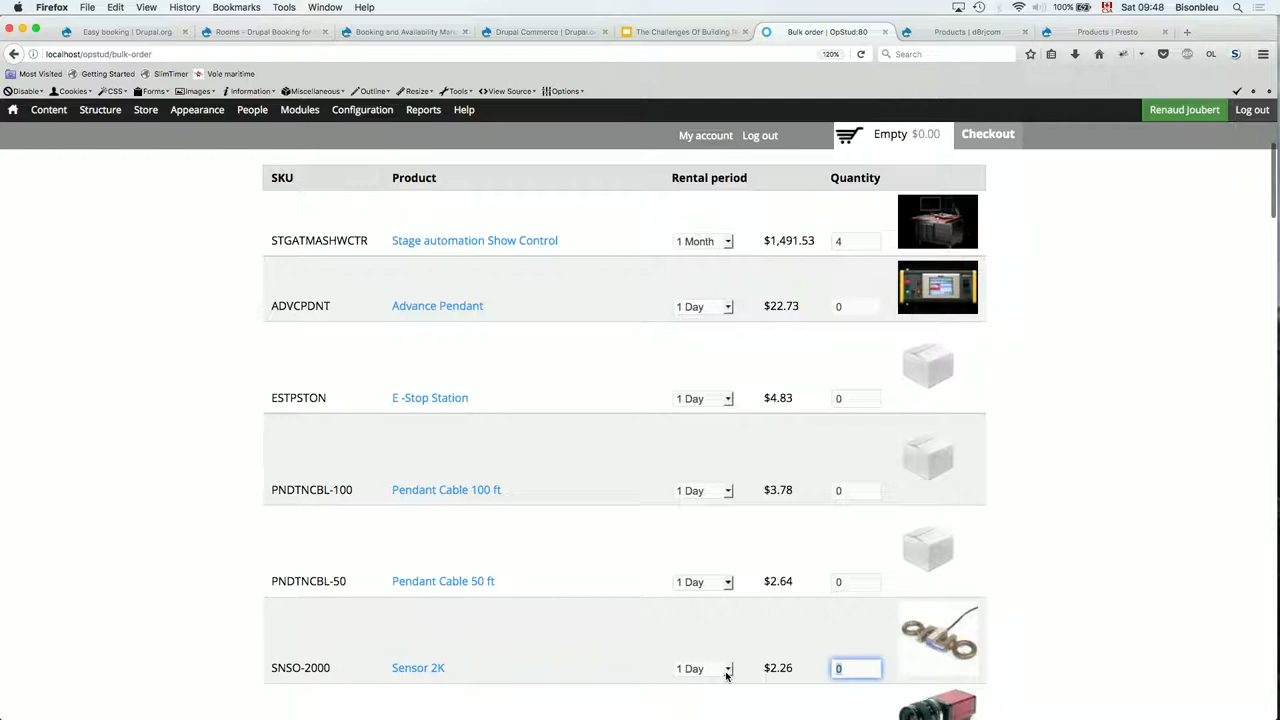 Firefox File Edit View History Bookmarks Tools Window Help 100% Sat 09:48 Bisonbleu
Easy booking | Drupal.org Rooms - Drupal Booking for Booking and Availability Man Drupal Commerce | Drupal.o The Challenges Of Building Bulk order | OpStud:80 Products | d8rjcom Products | Presto
localhost/opstud/bulk-order 120% Search OL S
Most Visited Getting Started SlimTimer Voie maritime
Disable Cookies CSS Forms Images Information Miscellaneous Outline Resize Tools View Source Options
Content Structure Store Appearance People Modules Configuration Reports Help Renaud Joubert Log out
My account Log out Empty $0.00 Checkout
SKU Product Rental period Quantity
STGATMASHWCTR Stage automation Show Control 1 Month $1,491.53 4
ADVCPDNT Advance Pendant 1 Day $22.73 0
ESTPSTON E -Stop Station 1 Day $4.83 0
PNDTNCBL-100 Pendant Cable 100 ft 1 Day $3.78 0
PNDTNCBL-50 Pendant Cable 50 ft 1 Day $2.64 0
SNSO-2000 Sensor 2K 1 Day $2.26 0